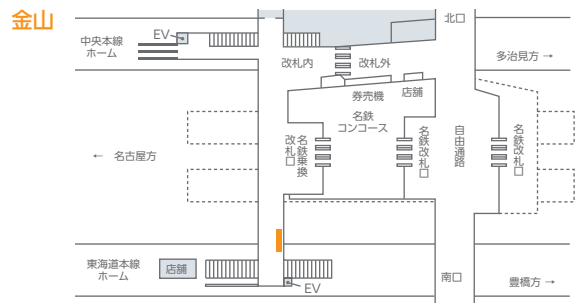 金山
北口
EV
中央本線
ホーム
改札内
改札外
多治見方 →
券売機
店舗
名鉄
コンコース
名鉄乗換
改札口
名鉄改札口
自由通路
名鉄改札口
← 名古屋方
東海道本線
ホーム
店舗
EV
南口
豊橋方 →